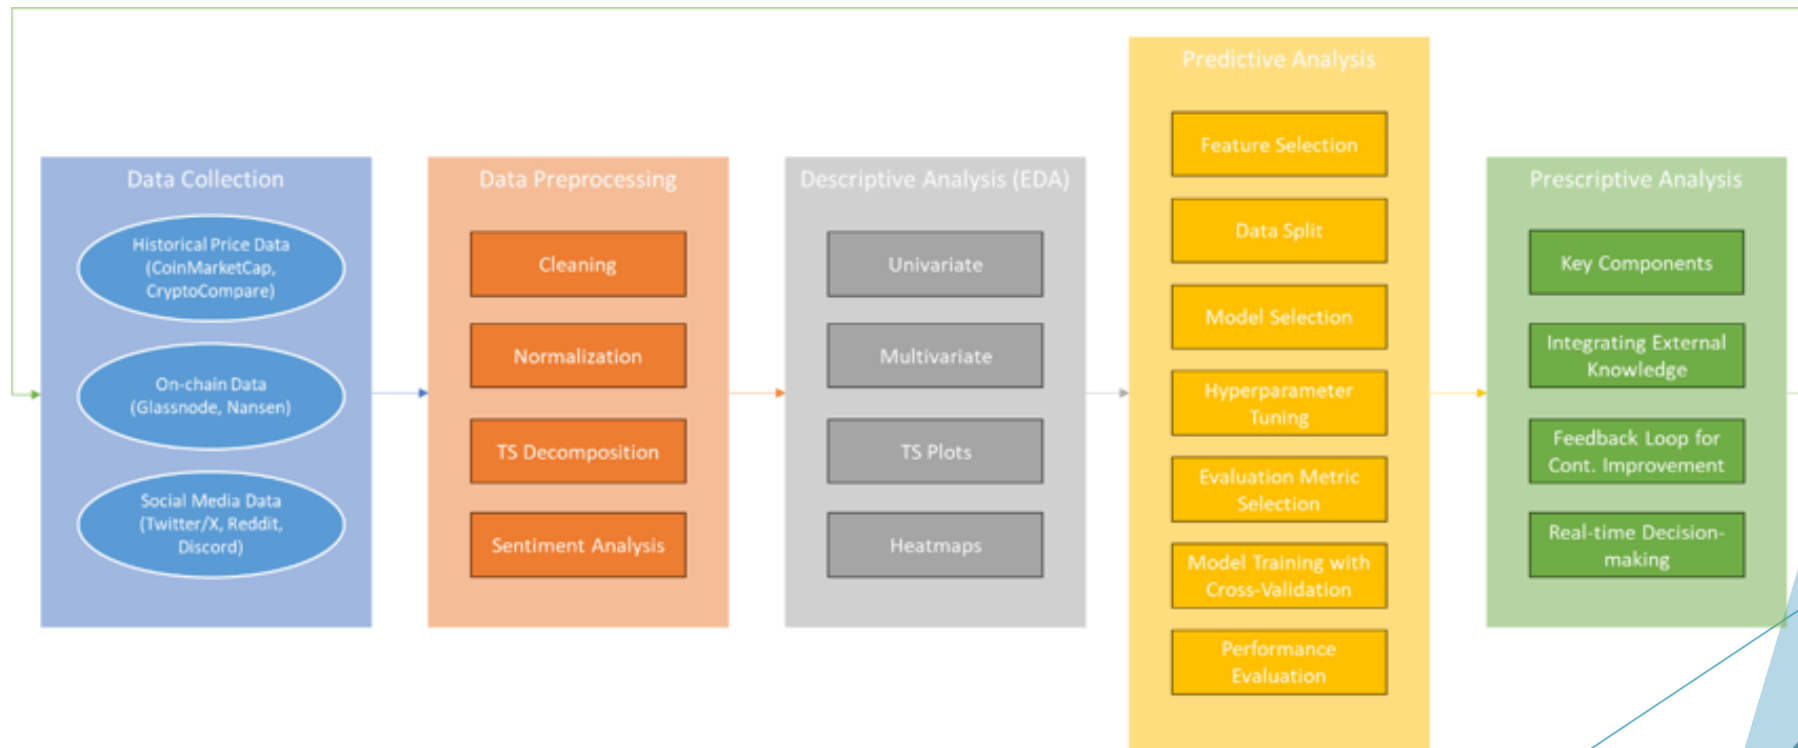 Data Collection
Historical Price Data
(CoinMarketCap,
CryptoCompare)
On-chain Data
(Glassnode, Nansen)
Social Media Data
(Twitter/X, Reddit,
Discord)
Data Preprocessing
Cleaning
Normalization
TS Decomposition
Sentiment Analysis
Descriptive Analysis (EDA)
Univariate
Multivariate
TS Plots
Heatmaps
Predictive Analysis
Feature Selection
Data Split
Model Selection
Hyperparameter
Tuning
Evaluation Metric
Selection
Model Training with
Cross-Validation
Performance
Evaluation
Prescriptive Analysis
Key Components
Integrating External
Knowledge
Feedback Loop for
Cont. Improvement
Real-time Decision-
making